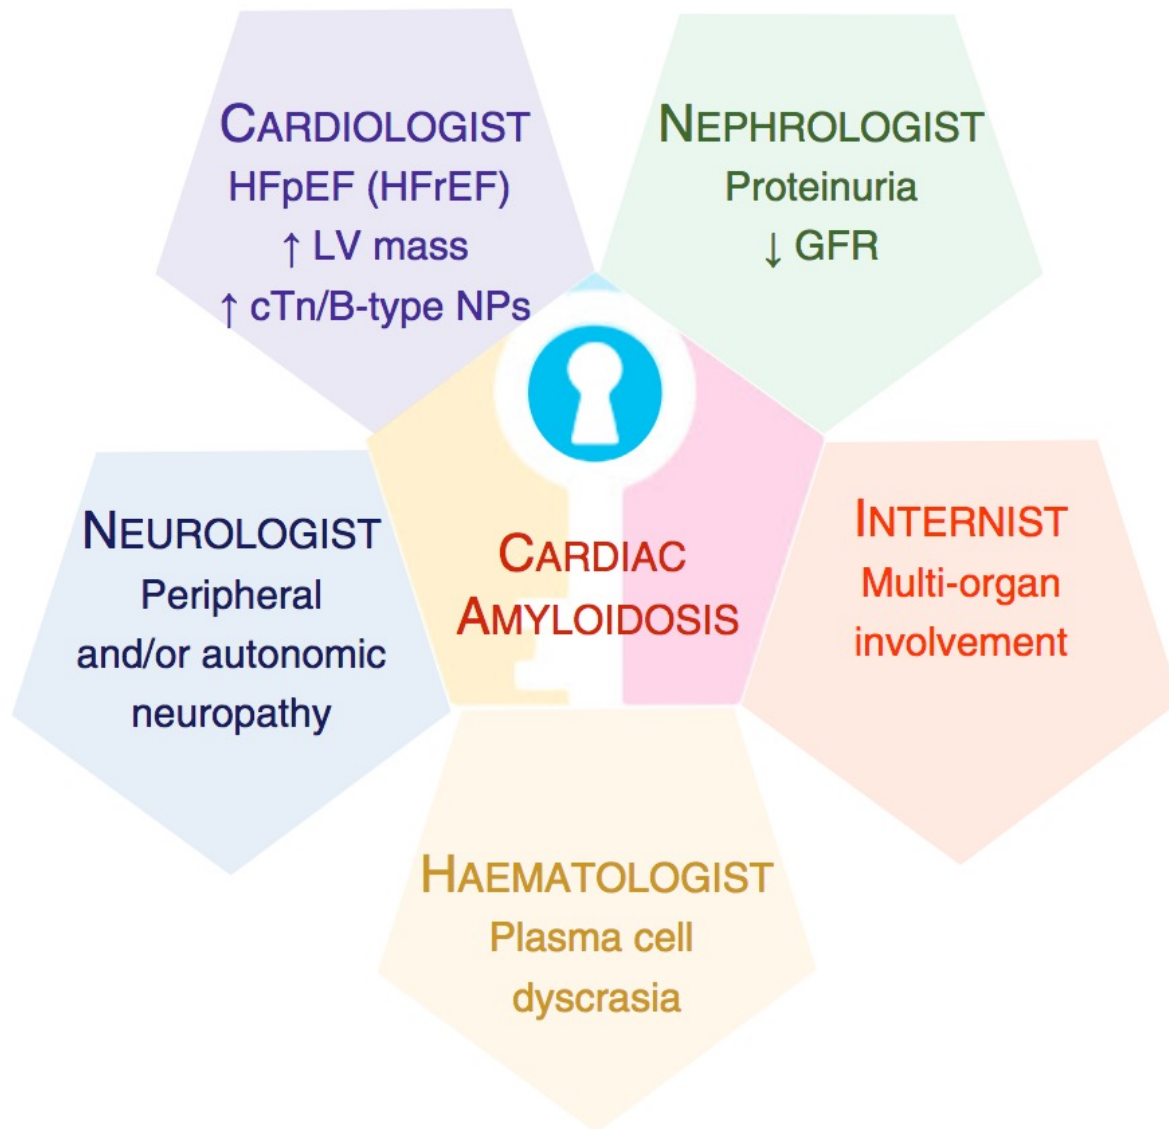 CARDIOLOGIST
HFpEF (HFrEF)
↑ LV mass
↑ cTn/B-type NPs
NEPHROLOGIST
Proteinuria
↓ GFR
NEUROLOGIST
Peripheral
and/or autonomic
neuropathy
CARDIAC
AMYLOIDOSIS
INTERNIST
Multi-organ
involvement
HAEMATOLOGIST
Plasma cell
dyscrasia